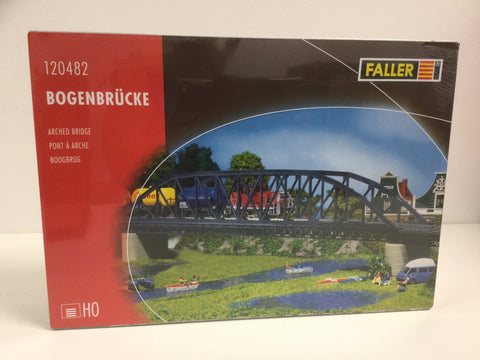 120482
FALLER
BOGENBRÜCKE
ARCHED BRIDGE
PONT À ARCHE
BOOGBRUG
H0